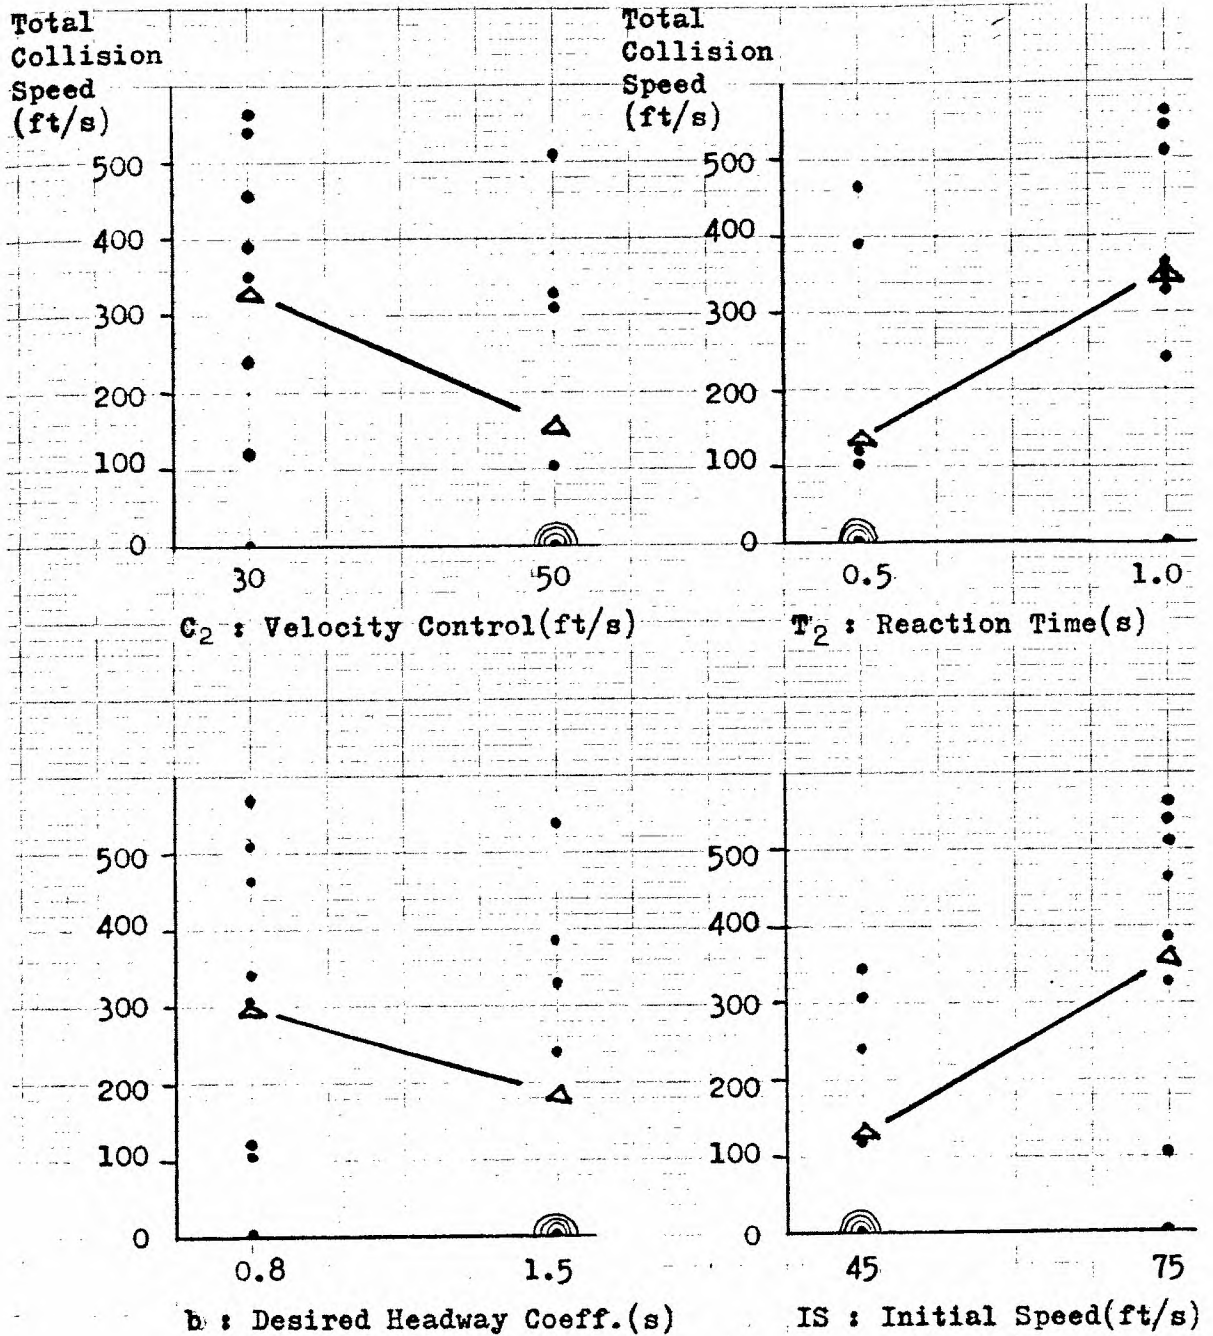 Total
Collision
Speed
(ft/s)
500
400
300
200
100
0
30
50
C2 : Velocity Control(ft/s)
Total
Collision
Speed
(ft/s)
500
400
300
200
100
0
0.5
1.0
T2 : Reaction Time(s)
500
400
300
200
100
0
0.8
1.5
b : Desired Headway Coeff.(s)
500
400
300
200
100
0
45
75
IS : Initial Speed(ft/s)